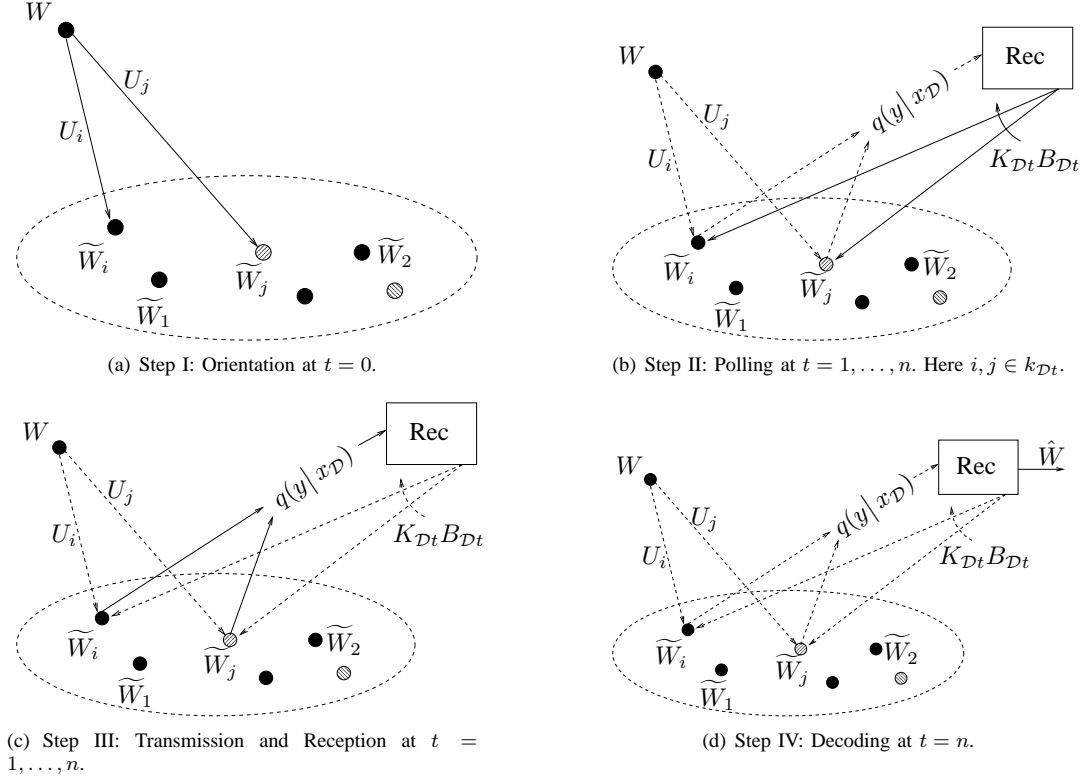 W
U_j
U_i
\widetilde{W}_i
\widetilde{W}_j
\widetilde{W}_2
\widetilde{W}_1
(a) Step I: Orientation at t = 0.
Rec
W
q(y| x_𝒟)
U_j
U_i
K_{𝒟t}B_{𝒟t}
\widetilde{W}_i
\widetilde{W}_j
\widetilde{W}_2
\widetilde{W}_1
(b) Step II: Polling at t = 1, . . . , n. Here i, j ∈ k_{𝒟t}.
Rec
W
q(y| x_𝒟)
U_j
U_i
K_{𝒟t}B_{𝒟t}
\widetilde{W}_i
\widetilde{W}_j
\widetilde{W}_2
\widetilde{W}_1
(c) Step III: Transmission and Reception at t =
1, . . . , n.
Rec
Ŵ
W
q(y| x_𝒟)
U_j
U_i
K_{𝒟t}B_{𝒟t}
\widetilde{W}_i
\widetilde{W}_j
\widetilde{W}_2
\widetilde{W}_1
(d) Step IV: Decoding at t = n.